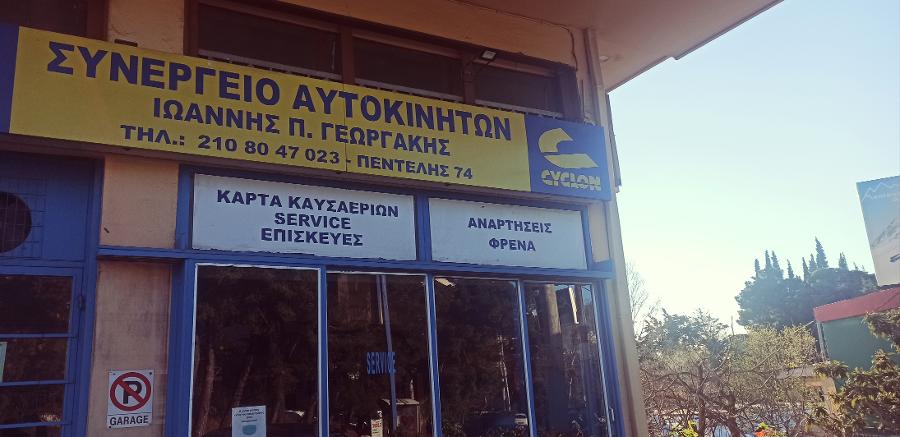 ΣΥΝΕΡΓΕΙΟ ΑΥΤΟΚΙΝΗΤΩΝ
ΙΩΑΝΝΗΣ Π. ΓΕΩΡΓΑΚΗΣ
ΤΗΛ.: 210 80 47 023 - ΠΕΝΤΕΛΗΣ 74
CYCLON
ΚΑΡΤΑ ΚΑΥΣΑΕΡΙΩΝ
SERVICE
ΕΠΙΣΚΕΥΕΣ
ΑΝΑΡΤΗΣΕΙΣ
ΦΡΕΝΑ
SERVICE
P
GARAGE